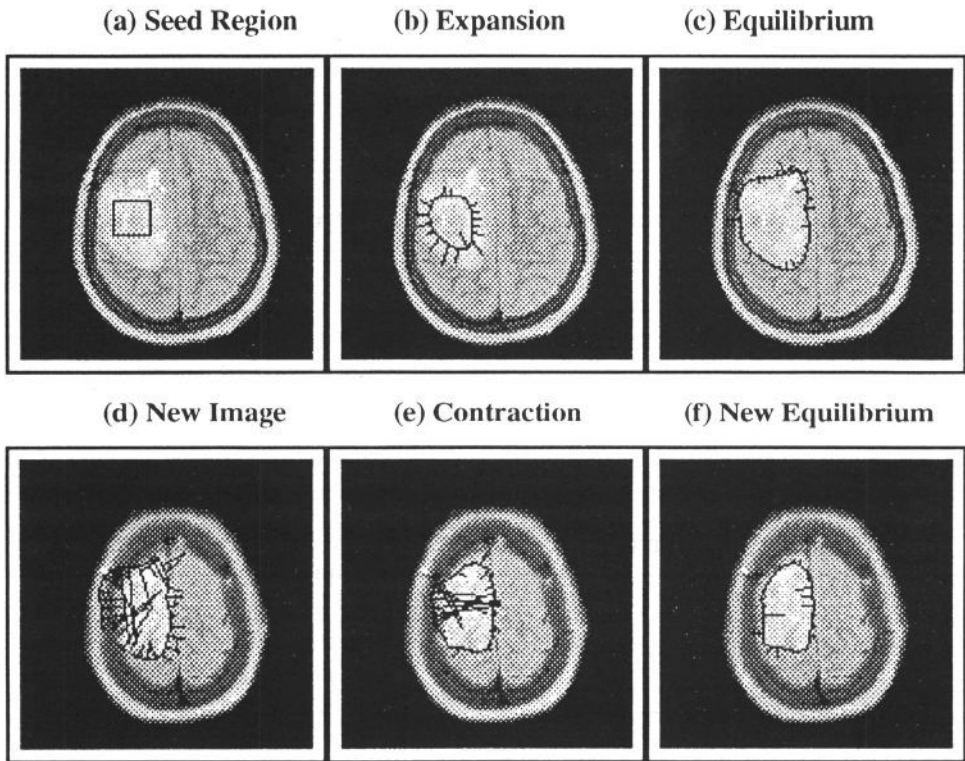 (a) Seed Region (b) Expansion (c) Equilibrium
(d) New Image (e) Contraction (f) New Equilibrium